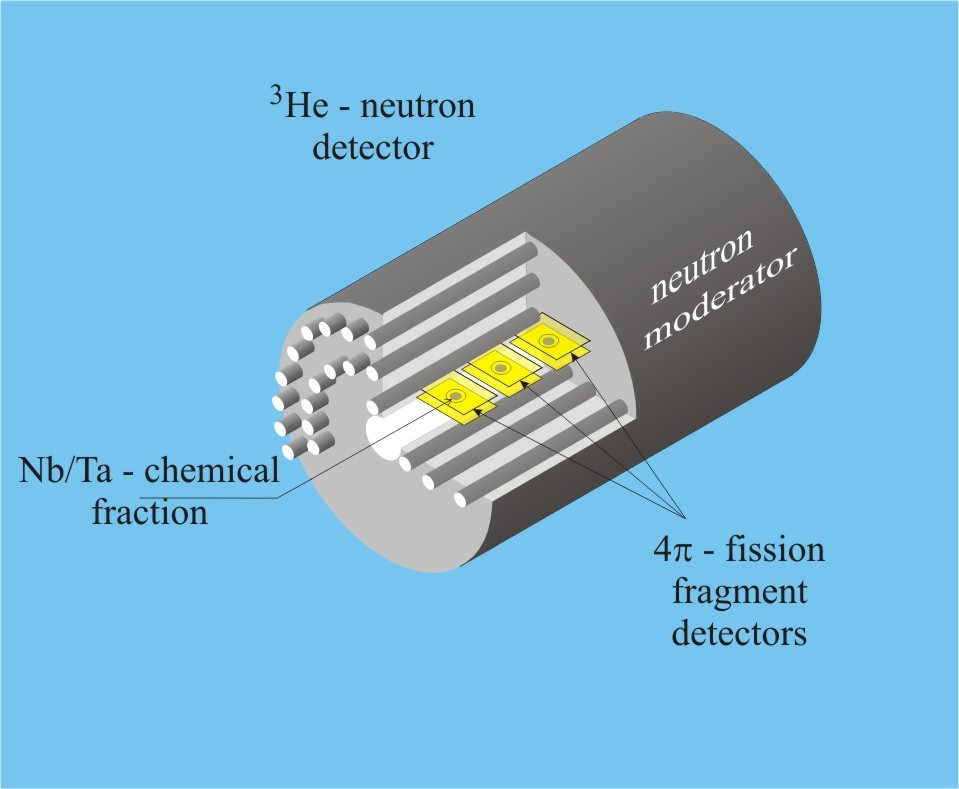 ³He - neutron
detector
neutron
moderator
Nb/Ta - chemical
fraction
4π - fission
fragment
detectors